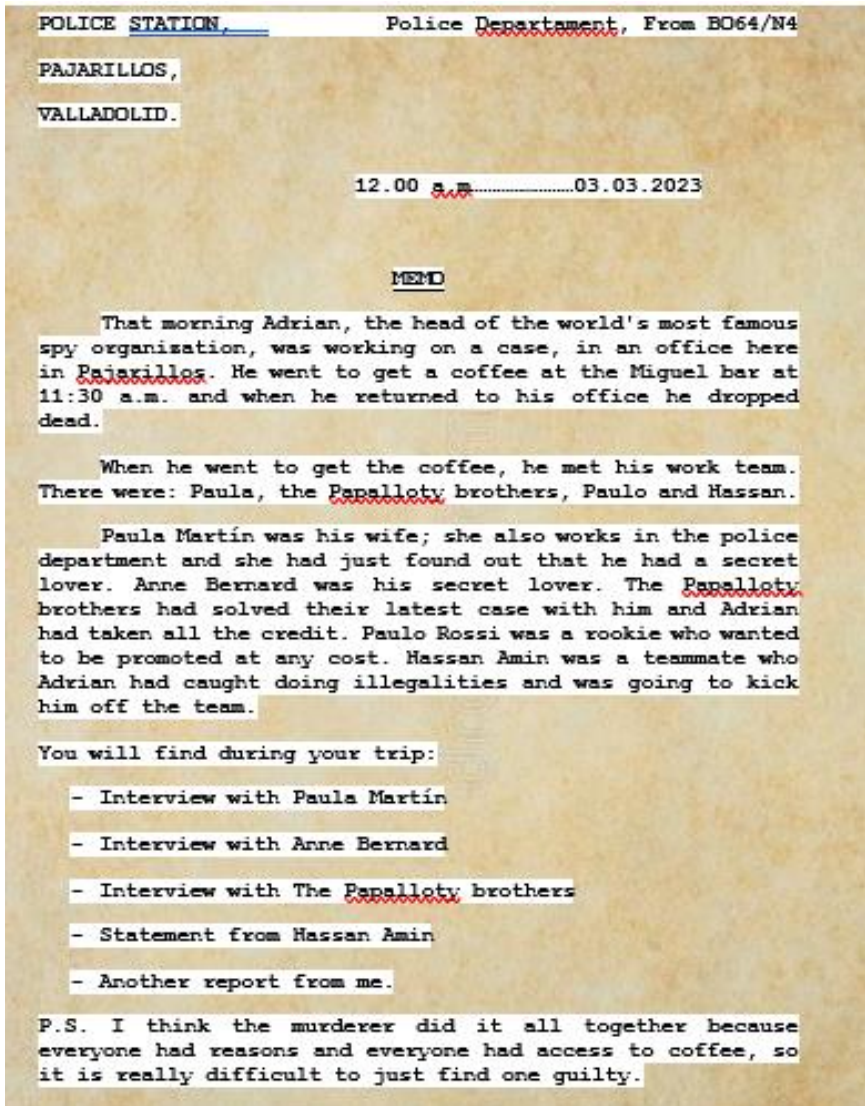 POLICE STATION, Police Departament, From BO64/N4
PAJARILLOS,
VALLADOLID.
12.00 a.m……………………03.03.2023
MEMO
That morning Adrian, the head of the world's most famous
spy organization, was working on a case, in an office here
in Pajarillos. He went to get a coffee at the Miguel bar at
11:30 a.m. and when he returned to his office he dropped
dead.
When he went to get the coffee, he met his work team.
There were: Paula, the Papalloty brothers, Paulo and Hassan.
Paula Martín was his wife; she also works in the police
department and she had just found out that he had a secret
lover. Anne Bernard was his secret lover. The Papalloty
brothers had solved their latest case with him and Adrian
had taken all the credit. Paulo Rossi was a rookie who wanted
to be promoted at any cost. Hassan Amin was a teammate who
Adrian had caught doing illegalities and was going to kick
him off the team.
You will find during your trip:
- Interview with Paula Martín
- Interview with Anne Bernard
- Interview with The Papalloty brothers
- Statement from Hassan Amin
- Another report from me.
P.S. I think the murderer did it all together because
everyone had reasons and everyone had access to coffee, so
it is really difficult to just find one guilty.